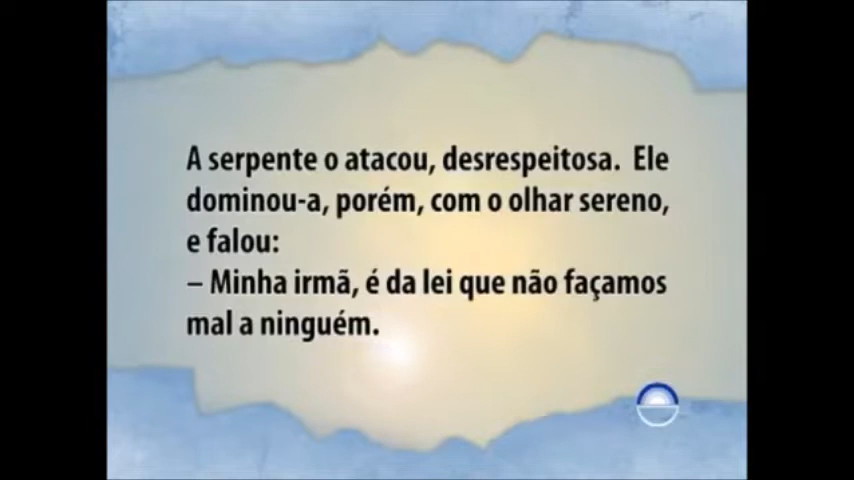 A serpente o atacou, desrespeitosa. Ele
dominou-a, porém, com o olhar sereno,
e falou:
– Minha irmã, é da lei que não façamos
mal a ninguém.